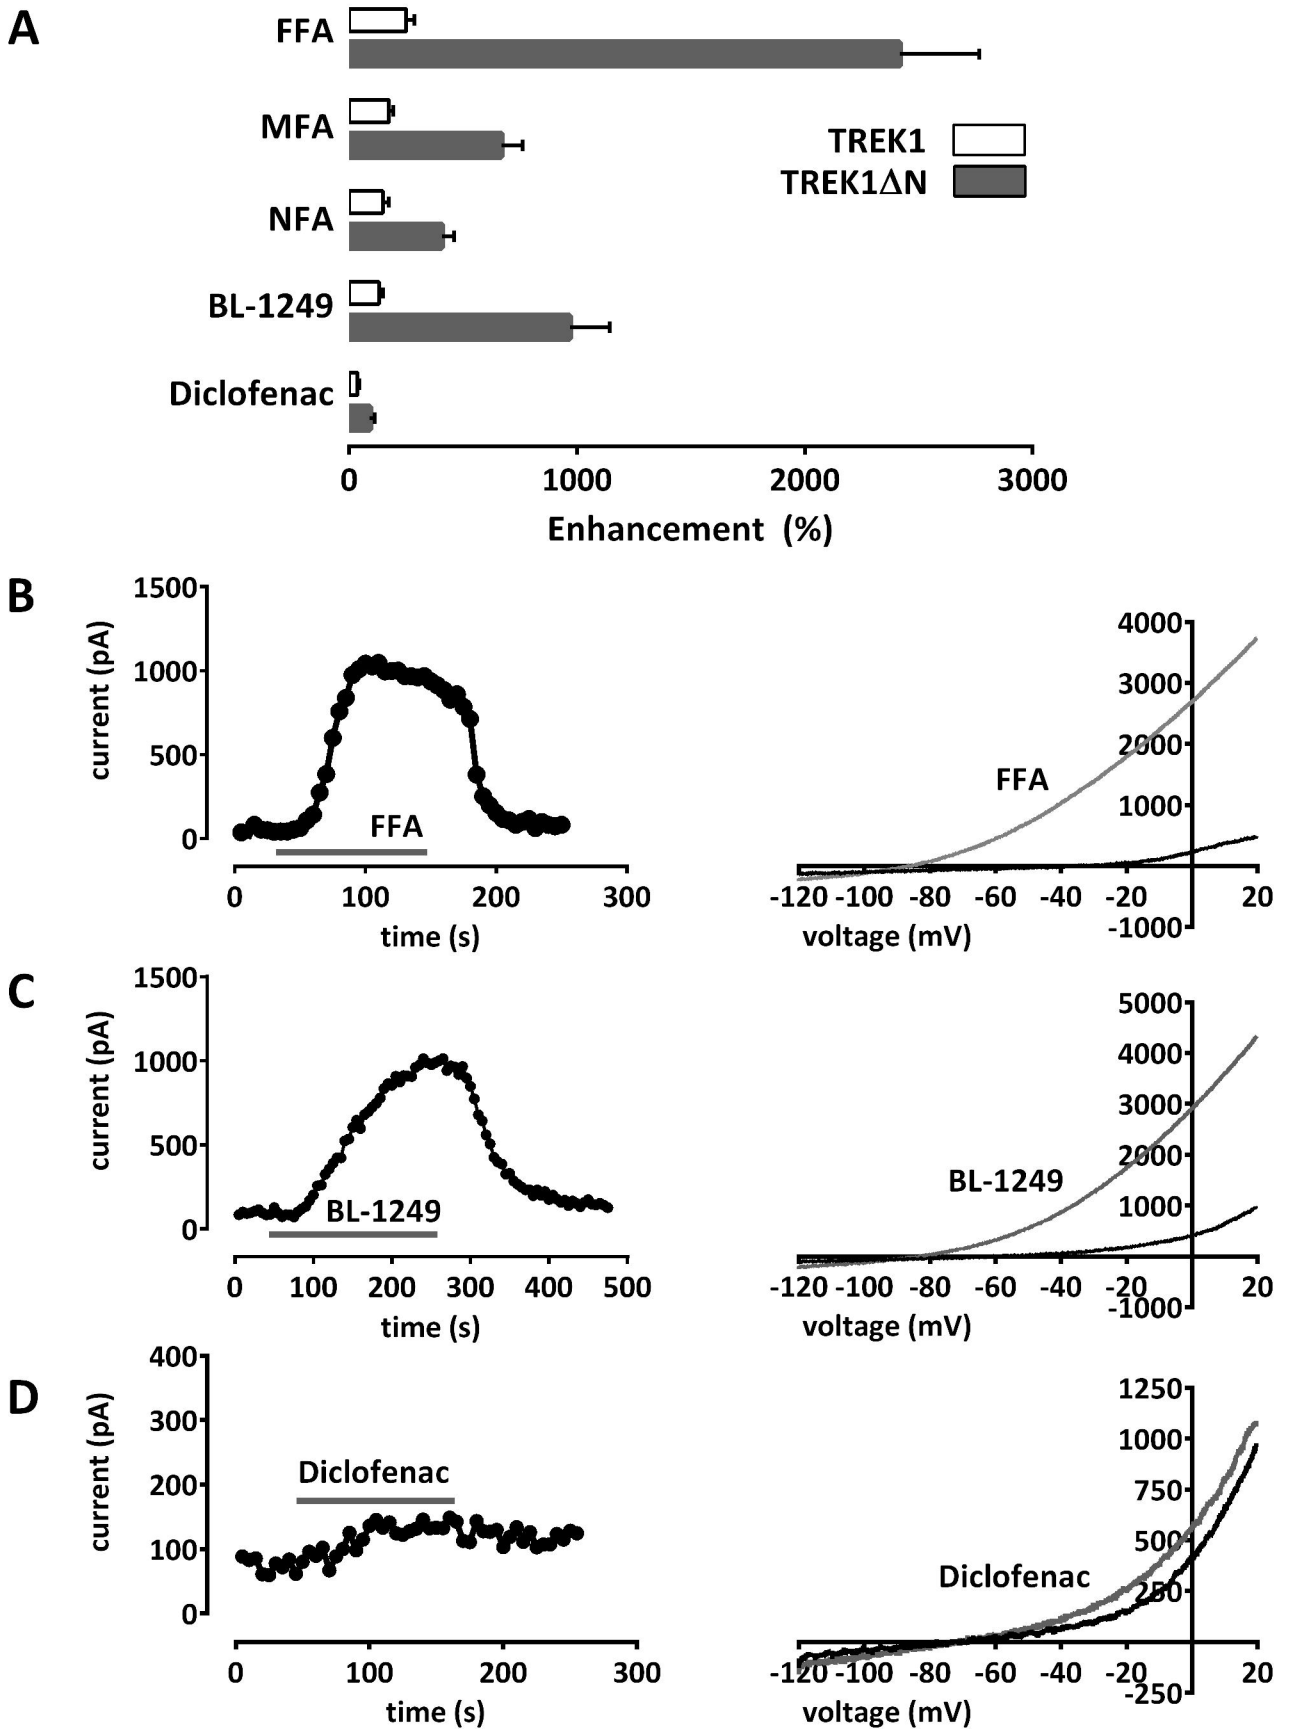 A
FFA
MFA
NFA
BL-1249
Diclofenac
TREK1
TREK1ΔN
0 1000 2000 3000
Enhancement (%)
B
1500
1000
500
0
current (pA)
FFA
0 100 200 300
time (s)
4000
3000
2000
1000
-1000
FFA
-120 -100 -80 -60 -40 -20 20
voltage (mV)
C
1500
1000
500
0
current (pA)
BL-1249
0 100 200 300 400 500
time (s)
5000
4000
3000
2000
1000
-1000
BL-1249
-120 -100 -80 -60 -40 -20 20
voltage (mV)
D
400
300
200
100
0
current (pA)
Diclofenac
0 100 200 300
time (s)
1250
1000
750
500
250
-250
Diclofenac
-120 -100 -80 -60 -40 -20 20
voltage (mV)